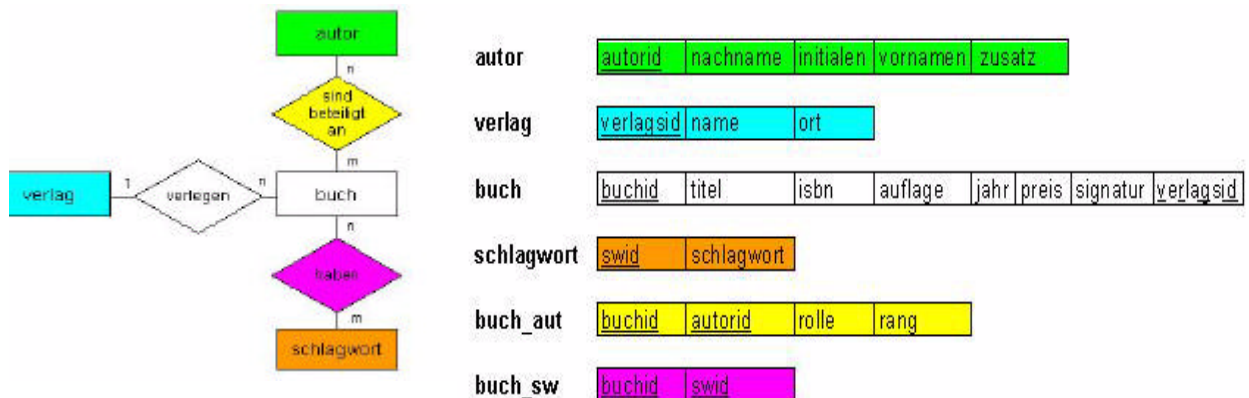 autor
n
sind
beteiligt
an
m
verlag
1
verlegen
n
buch
n
haben
m
schlagwort
autor autorid nachname initialen vornamen zusatz
verlag verlagsid name ort
buch buchid titel isbn auflage jahr preis signatur verlagsid
schlagwort swid schlagwort
buch_aut buchid autorid rolle rang
buch_sw buchid swid